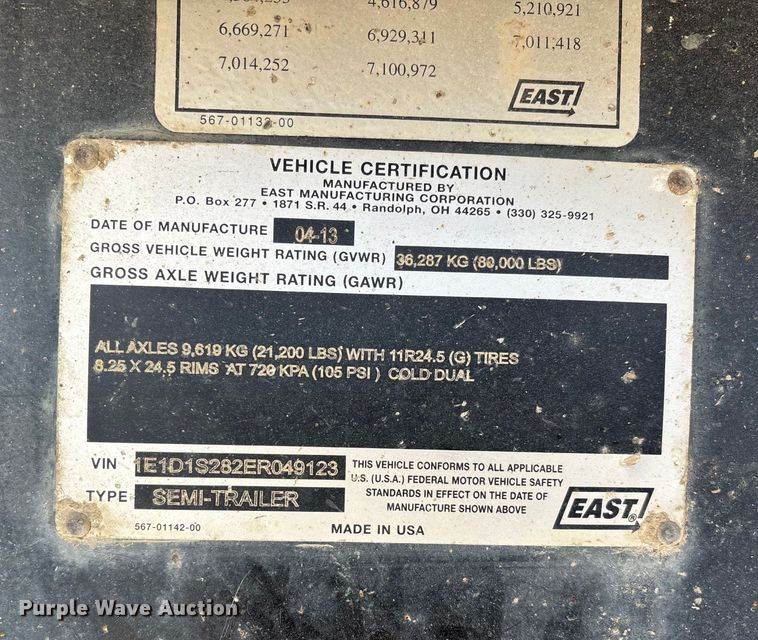 4,616,879 5,210,921
6,669,271 6,929,311 7,011,418
7,014,252 7,100,972
EAST
567-01132-00
VEHICLE CERTIFICATION
MANUFACTURED BY
EAST MANUFACTURING CORPORATION
P.O. Box 277 • 1871 S.R. 44 • Randolph, OH 44265 • (330) 325-9921
DATE OF MANUFACTURE 04-13
GROSS VEHICLE WEIGHT RATING (GVWR) 36,287 KG (80,000 LBS)
GROSS AXLE WEIGHT RATING (GAWR)
ALL AXLES 9,619 KG (21,200 LBS) WITH 11R24.5 (G) TIRES
8.25 X 24.5 RIMS AT 720 KPA (105 PSI ) COLD DUAL
VIN 1E1D1S282ER049123
TYPE SEMI-TRAILER
THIS VEHICLE CONFORMS TO ALL APPLICABLE
U.S. (U.S.A.) FEDERAL MOTOR VEHICLE SAFETY
STANDARDS IN EFFECT ON THE DATE OF
MANUFACTURE SHOWN ABOVE
EAST®
567-01142-00
MADE IN USA
Purple Wave Auction